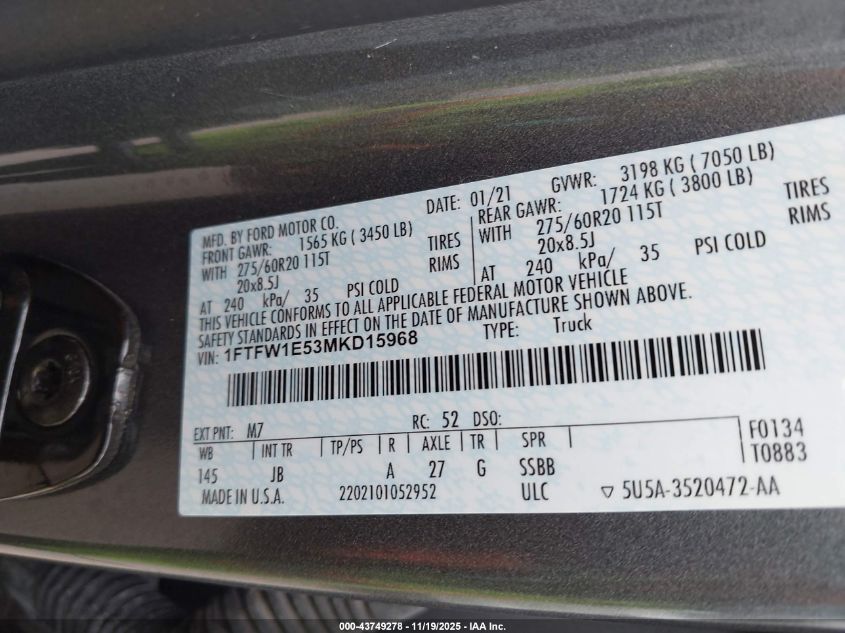 MFD. BY FORD MOTOR CO. DATE: 01/21 GVWR: 3198 KG ( 7050 LB)
FRONT GAWR: 1565 KG ( 3450 LB) REAR GAWR: 1724 KG ( 3800 LB)
WITH 275/60R20 115T TIRES WITH 275/60R20 115T TIRES
20x8.5J RIMS 20x8.5J RIMS
AT 240 kPa/ 35 PSI COLD AT 240 kPa/ 35 PSI COLD
THIS VEHICLE CONFORMS TO ALL APPLICABLE FEDERAL MOTOR VEHICLE
SAFETY STANDARDS IN EFFECT ON THE DATE OF MANUFACTURE SHOWN ABOVE.
VIN: 1FTFW1E53MKD15968 TYPE: Truck
EXT PNT: M7 RC: 52 DSO:
WB INT TR TP/PS R AXLE TR SPR F0134
145 JB A 27 G SSBB T0883
MADE IN U.S.A. 2202101052952 ULC ▽ 5U5A-3520472-AA
000-43749278 - 11/19/2025 - IAA Inc.